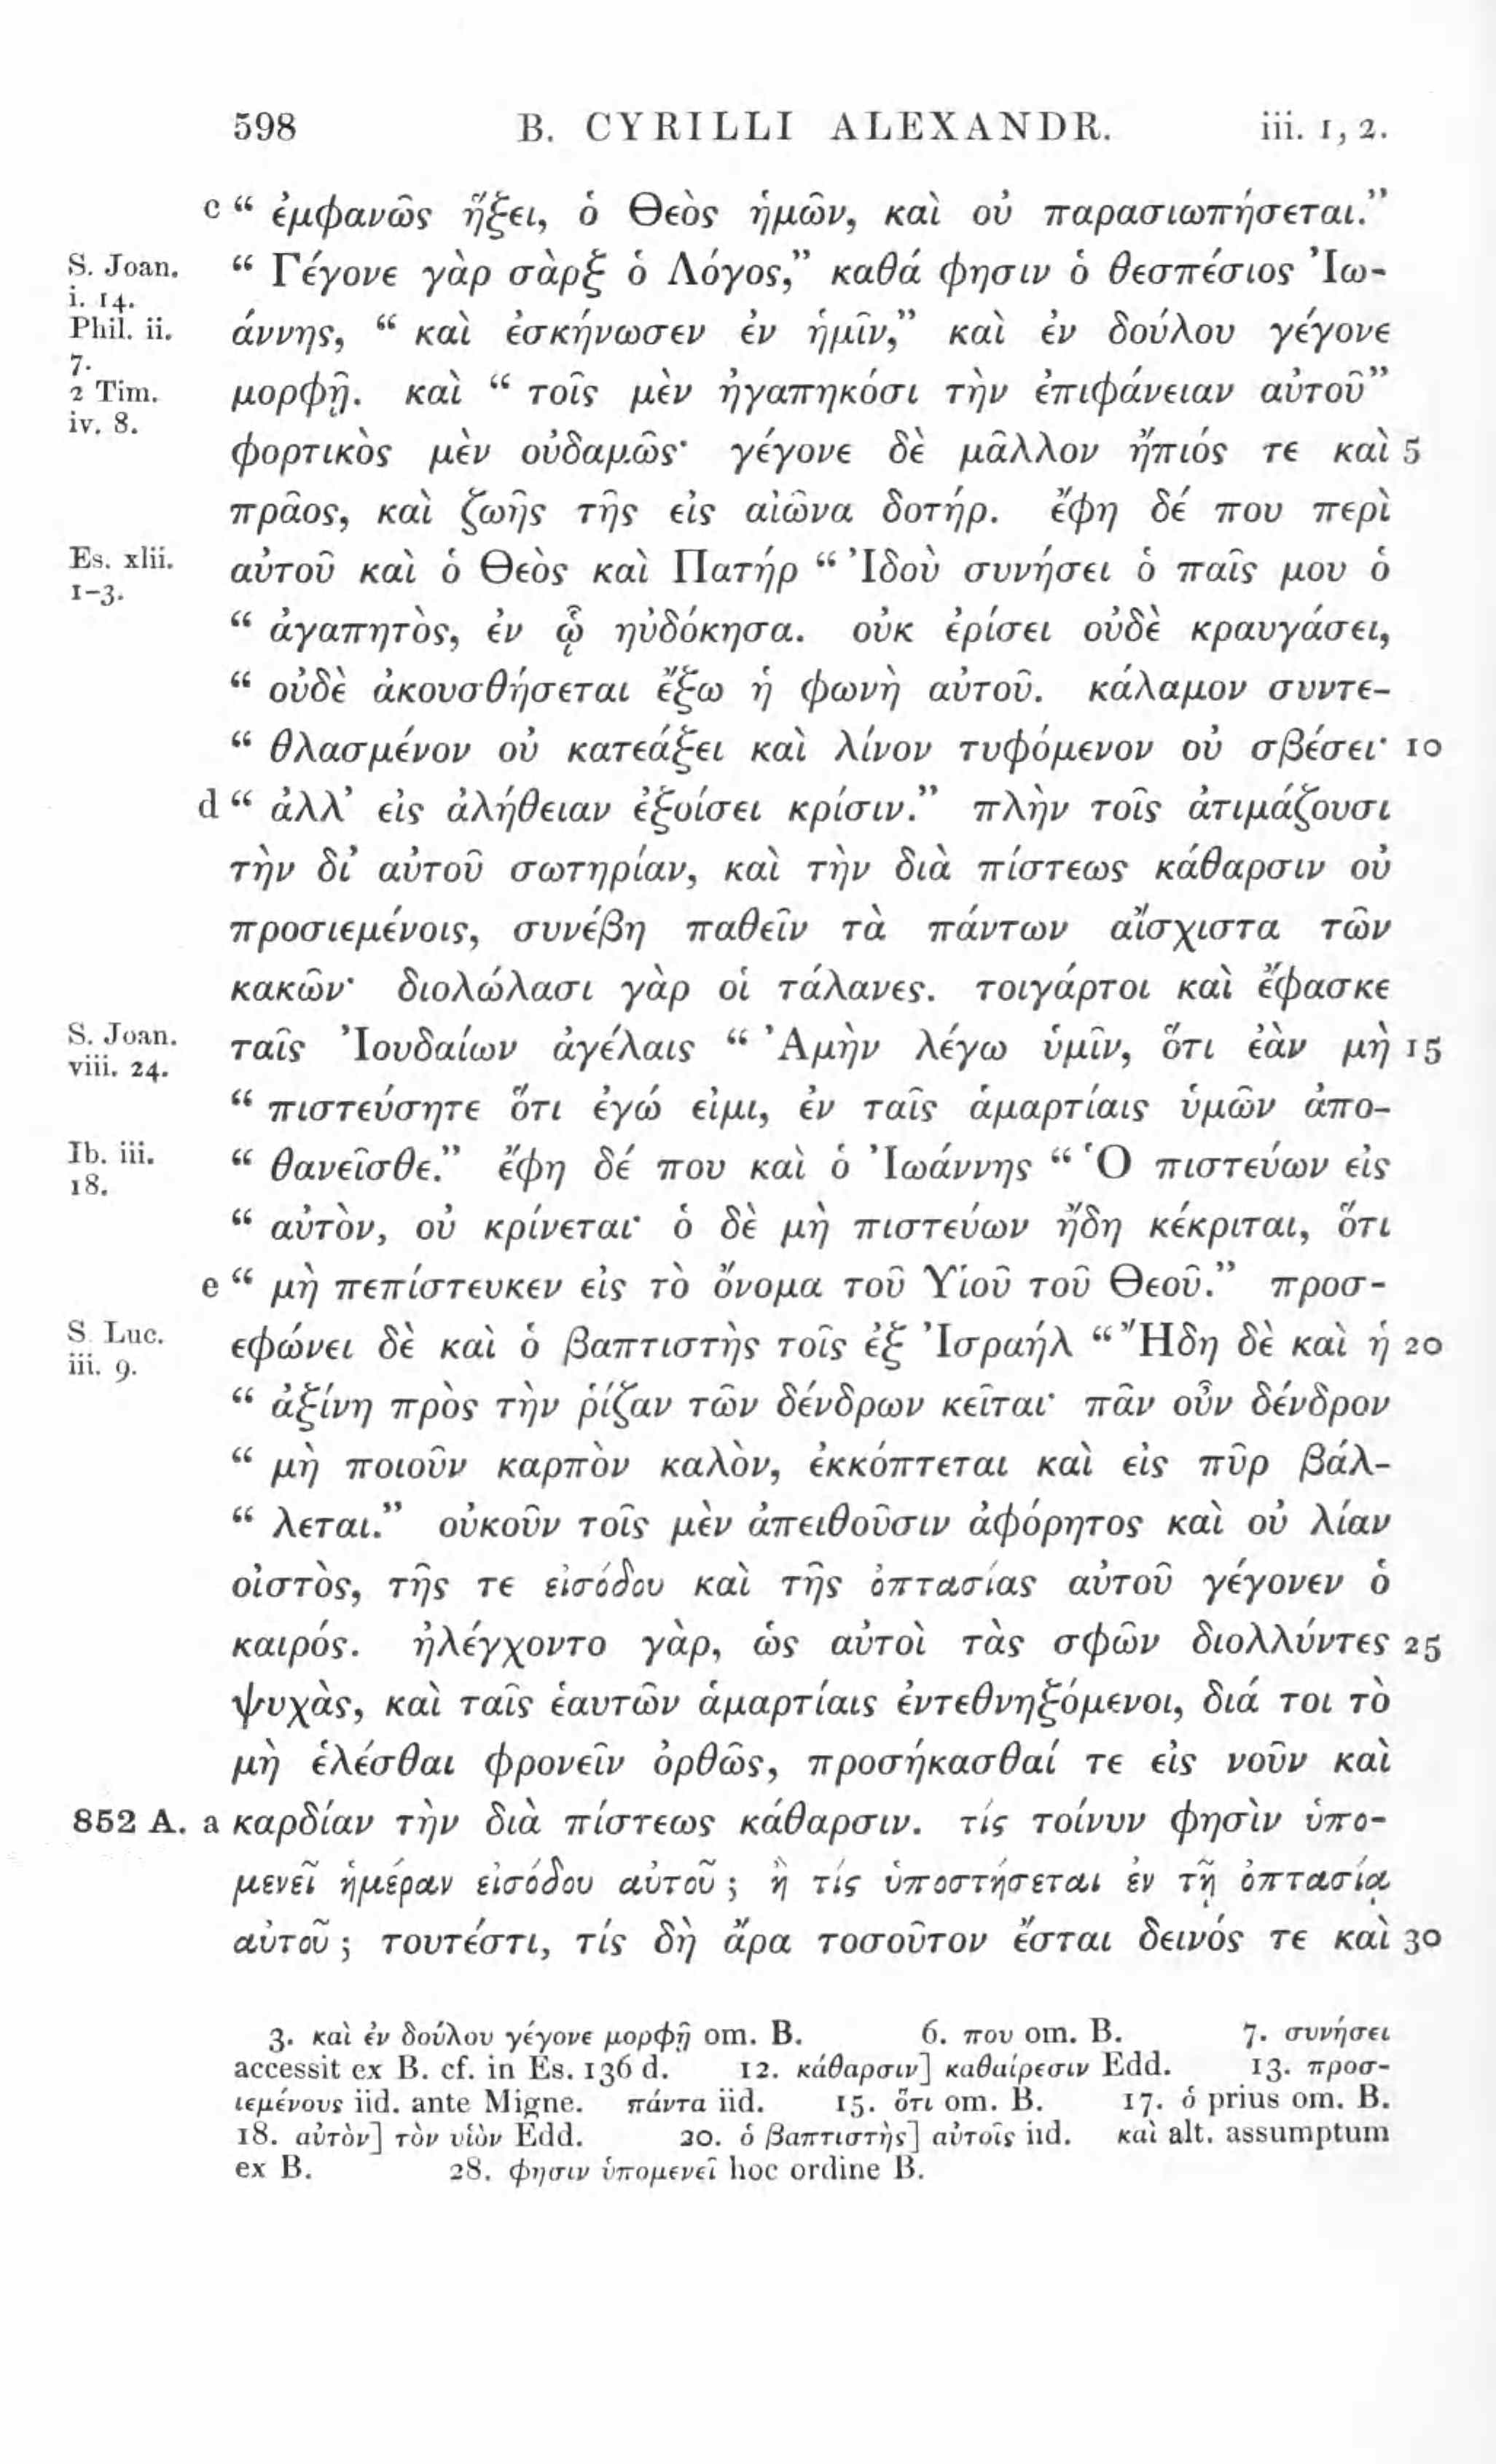 598 B. CYRILLI ALEXANDR. iii. 1, 2.
c “ ἐμφανῶς ἥξει, ὁ Θεὸς ἡμῶν, καὶ οὐ παρασιωπήσεται.”
S. Joan. “ Γέγονε γὰρ σὰρξ ὁ Λόγος,” καθά φησιν ὁ θεσπέσιος Ἰω-
i. 14.
Phil. ii. άννης, “ καὶ ἐσκήνωσεν ἐν ἡμῖν,” καὶ ἐν δούλου γέγονε
7.
2 Tim. μορφῇ. καὶ “ τοῖς μὲν ἠγαπηκόσι τὴν ἐπιφάνειαν αὐτοῦ”
iv. 8.
φορτικὸς μὲν οὐδαμῶς· γέγονε δὲ μᾶλλον ἤπιός τε καὶ 5
πρᾶος, καὶ ζωῆς τῆς εἰς αἰῶνα δοτήρ. ἔφη δέ που περὶ
Es. xlii. αὐτοῦ καὶ ὁ Θεὸς καὶ Πατήρ “ Ἰδοὺ συνήσει ὁ παῖς μου ὁ
1-3.
“ ἀγαπητὸς, ἐν ᾧ ηὐδόκησα. οὐκ ἐρίσει οὐδὲ κραυγάσει,
“ οὐδὲ ἀκουσθήσεται ἔξω ἡ φωνὴ αὐτοῦ. κάλαμον συντε-
“ θλασμένον οὐ κατεάξει καὶ λίνον τυφόμενον οὐ σβέσει· 10
d “ ἀλλ’ εἰς ἀλήθειαν ἐξοίσει κρίσιν.” πλὴν τοῖς ἀτιμάζουσι
τὴν δι’ αὐτοῦ σωτηρίαν, καὶ τὴν διὰ πίστεως κάθαρσιν οὐ
προσιεμένοις, συνέβη παθεῖν τὰ πάντων αἴσχιστα τῶν
κακῶν· διολώλασι γὰρ οἱ τάλανες. τοιγάρτοι καὶ ἔφασκε
S. Joan. ταῖς Ἰουδαίων ἀγέλαις “ Ἀμὴν λέγω ὑμῖν, ὅτι ἐὰν μὴ 15
viii. 24.
“ πιστεύσητε ὅτι ἐγώ εἰμι, ἐν ταῖς ἁμαρτίαις ὑμῶν ἀπο-
Ib. iii. “ θανεῖσθε.” ἔφη δέ που καὶ ὁ Ἰωάννης “ Ὁ πιστεύων εἰς
18.
“ αὐτὸν, οὐ κρίνεται· ὁ δὲ μὴ πιστεύων ἤδη κέκριται, ὅτι
e “ μὴ πεπίστευκεν εἰς τὸ ὄνομα τοῦ Υἱοῦ τοῦ Θεοῦ.” προσ-
S. Luc. εφώνει δὲ καὶ ὁ βαπτιστὴς τοῖς ἐξ Ἰσραήλ “ Ἤδη δὲ καὶ ἡ 20
iii. 9.
“ ἀξίνη πρὸς τὴν ῥίζαν τῶν δένδρων κεῖται· πᾶν οὖν δένδρον
“ μὴ ποιοῦν καρπὸν καλὸν, ἐκκόπτεται καὶ εἰς πῦρ βάλ-
“ λεται.” οὐκοῦν τοῖς μὲν ἀπειθοῦσιν ἀφόρητος καὶ οὐ λίαν
οἰστὸς, τῆς τε εἰσόδου καὶ τῆς ὀπτασίας αὐτοῦ γέγονεν ὁ
καιρός. ἠλέγχοντο γὰρ, ὡς αὐτοὶ τὰς σφῶν διολλύντες 25
ψυχὰς, καὶ ταῖς ἑαυτῶν ἁμαρτίαις ἐντεθνηξόμενοι, διά τοι τὸ
μὴ ἑλέσθαι φρονεῖν ὀρθῶς, προσήκασθαί τε εἰς νοῦν καὶ
852 A. a καρδίαν τὴν διὰ πίστεως κάθαρσιν. τίς τοίνυν φησὶν ὑπο-
μενεῖ ἡμέραν εἰσόδου αὐτοῦ ; ἢ τίς ὑποστήσεται ἐν τῇ ὀπτασίᾳ
αὐτοῦ ; τουτέστι, τίς δὴ ἄρα τοσοῦτον ἔσται δεινός τε καὶ 30
3. καὶ ἐν δούλου γέγονε μορφῇ om. B. 6. που om. B. 7. συνήσει
accessit ex B. cf. in Es. 136 d. 12. κάθαρσιν] καθαίρεσιν Edd. 13. προσ-
ιεμένους iid. ante Migne. πάντα iid. 15. ὅτι om. B. 17. ὁ prius om. B.
18. αὐτὸν] τὸν υἱὸν Edd. 20. ὁ βαπτιστὴς] αὐτοῖς iid. καὶ alt. assumptum
ex B. 28. φησιν ὑπομενεῖ hoc ordine B.